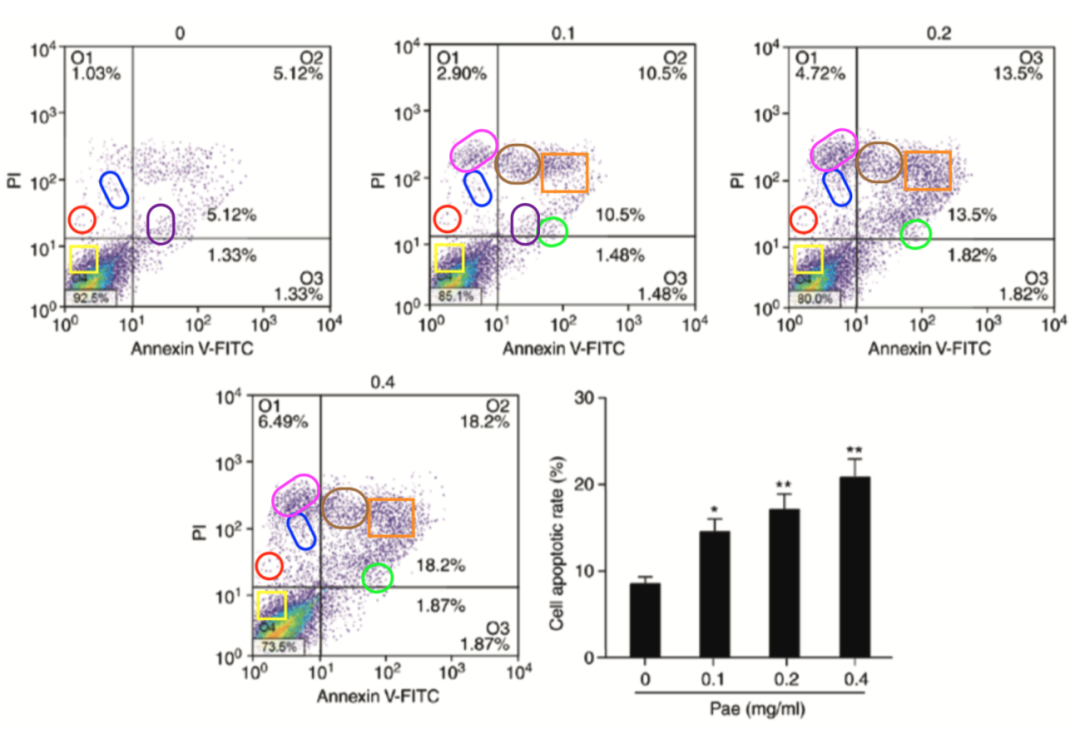 0
10⁴
O1
O2
1.03%
5.12%
10³
PI
10²
5.12%
10¹
1.33%
O4
O3
92.5%
1.33%
10⁰
10⁰ 10¹ 10² 10³ 10⁴
Annexin V-FITC
0.1
10⁴
O1
O2
2.90%
10.5%
10³
PI
10²
10.5%
10¹
1.48%
O4
O3
85.1%
1.48%
10⁰
10⁰ 10¹ 10² 10³ 10⁴
Annexin V-FITC
0.2
10⁴
O1
O3
4.72%
13.5%
10³
PI
10²
13.5%
10¹
1.82%
O4
O3
80.0%
1.82%
10⁰
10⁰ 10¹ 10² 10³ 10⁴
Annexin V-FITC
0.4
10⁴
O1
O2
6.49%
18.2%
10³
PI
10²
18.2%
10¹
1.87%
O4
O3
73.5%
1.87%
10⁰
10⁰ 10¹ 10² 10³ 10⁴
Annexin V-FITC
30
20
10
0
Cell apoptotic rate (%)
*
**
**
0 0.1 0.2 0.4
Pae (mg/ml)